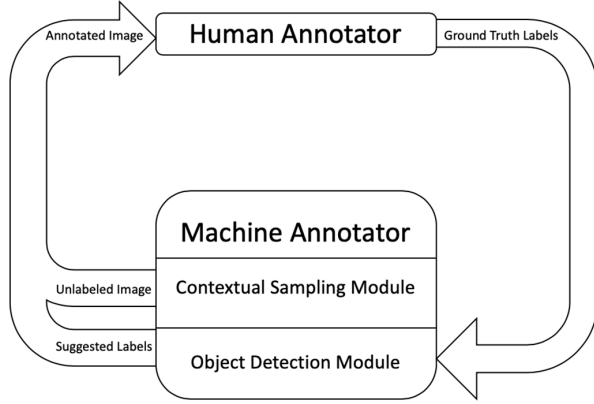 Annotated Image
Human Annotator
Ground Truth Labels
Machine Annotator
Unlabeled Image
Contextual Sampling Module
Suggested Labels
Object Detection Module